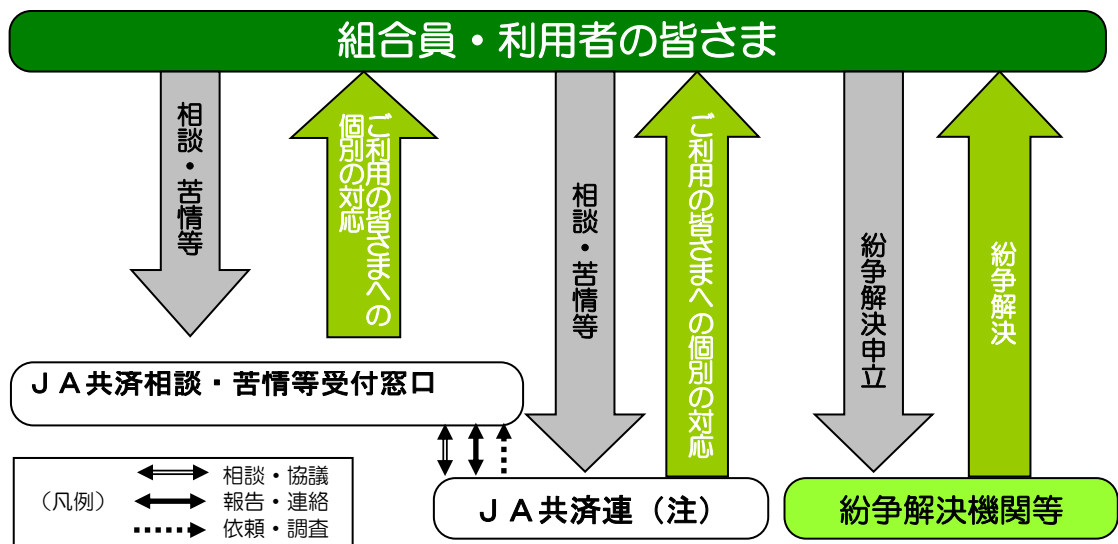 組合員・利用者の皆さま
相談・苦情等
ご利用の皆さまへの
個別の対応
相談・苦情等
ご利用の皆さまへの個別の対応
紛争解決申立
紛争解決
ＪＡ共済相談・苦情等受付窓口
（凡例）
相談・協議
報告・連絡
依頼・調査
ＪＡ共済連（注）
紛争解決機関等